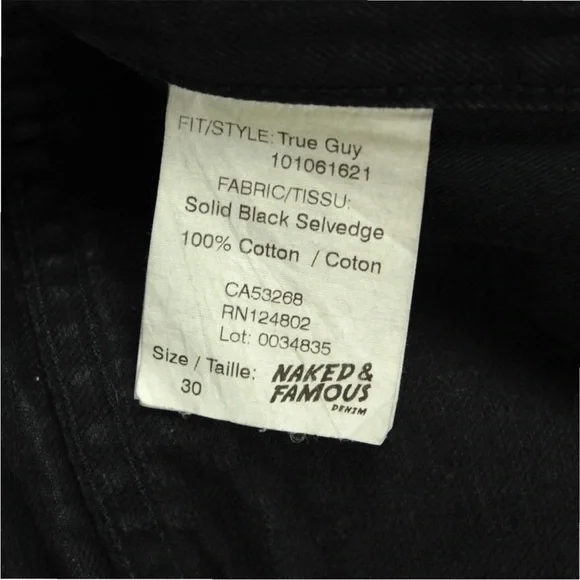 FIT/STYLE: True Guy
101061621
FABRIC/TISSU:
Solid Black Selvedge
100% Cotton / Coton
CA53268
RN124802
Lot: 0034835
Size / Taille:
30
NAKED &
FAMOUS
DENIM